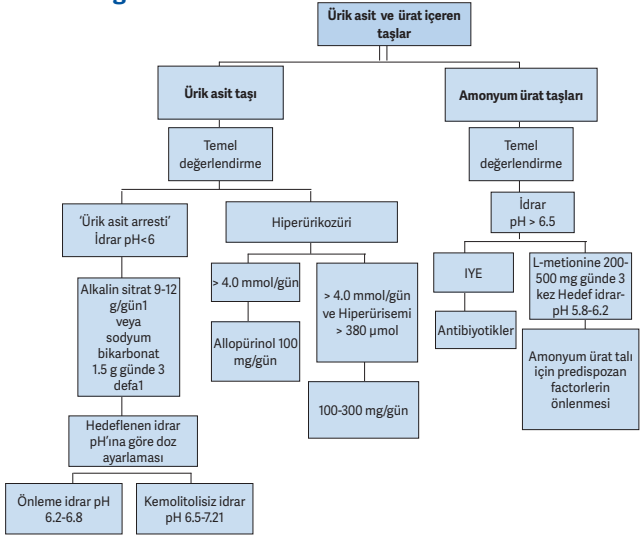 Ürik asit ve ürat içeren
taşlar
Ürik asit taşı
Amonyum ürat taşları
Temel
değerlendirme
Temel
değerlendirme
'Ürik asit arresti'
İdrar pH<6
Hiperürikozüri
İdrar
pH > 6.5
Alkalin sitrat 9-12
g/gün1
veya
sodyum
bikarbonat
1.5 g günde 3
defa1
> 4.0 mmol/gün
> 4.0 mmol/gün
ve Hiperürisemi
> 380 µmol
IYE
L-metionine 200-
500 mg günde 3
kez Hedef idrar-
pH 5.8-6.2
Allopürinol 100
mg/gün
Antibiyotikler
100-300 mg/gün
Amonyum ürat talı
için predispozan
factorlerin
önlenmesi
Hedeflenen idrar
pH'ına göre doz
ayarlaması
Önleme idrar pH
6.2-6.8
Kemolitolisiz idrar
pH 6.5-7.21